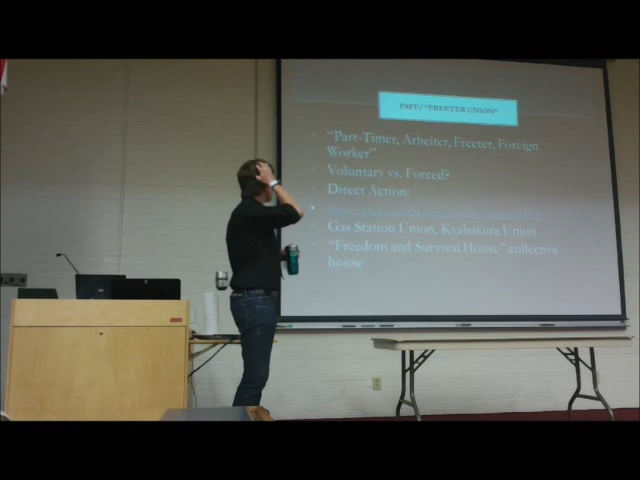 PAFF/ "FREETER UNION"
"Part-Timer, Arbeiter, Freeter, Foreign
Worker"
Voluntary vs. Forced?
Direct Action:
Gas Station Union, Kyabakura Union
"Freedom and Survival House" collective
house